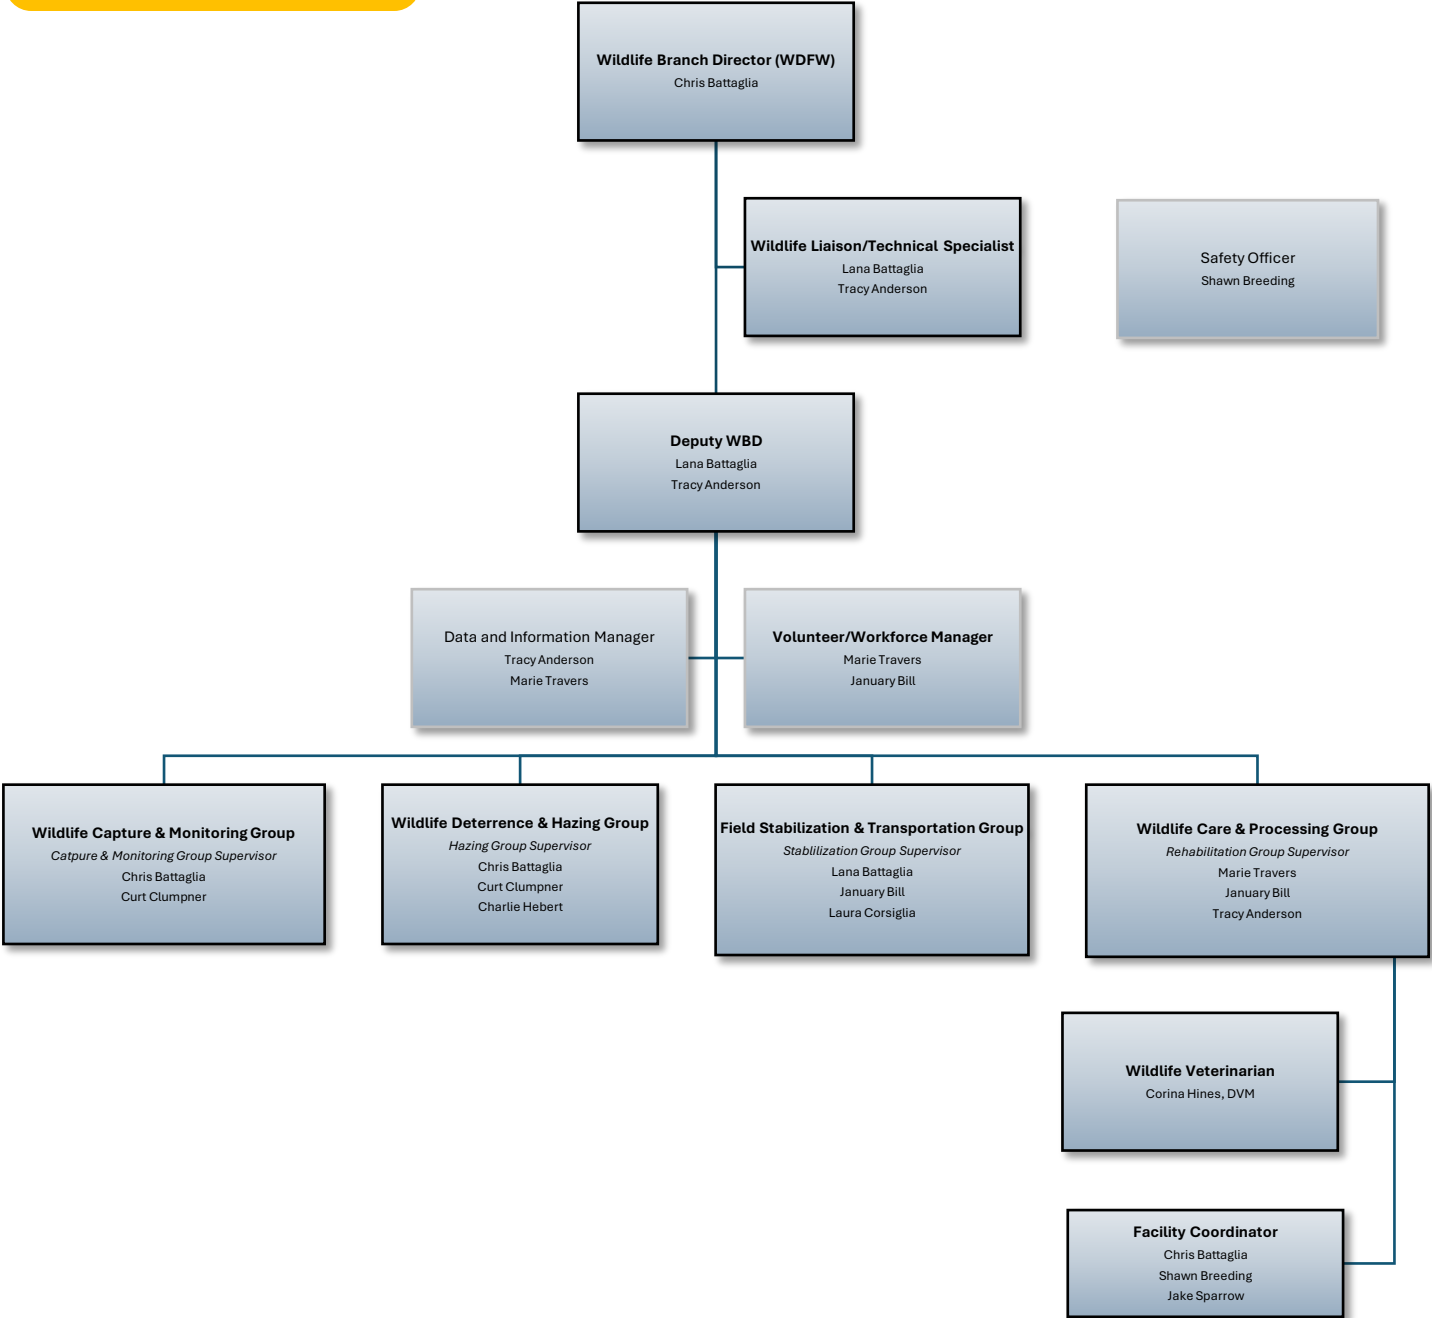 Wildlife Branch Director (WDFW)
Chris Battaglia
Wildlife Liaison/Technical Specialist
Lana Battaglia
Tracy Anderson
Safety Officer
Shawn Breeding
Deputy WBD
Lana Battaglia
Tracy Anderson
Data and Information Manager
Tracy Anderson
Marie Travers
Volunteer/Workforce Manager
Marie Travers
January Bill
Wildlife Capture & Monitoring Group
Catpure & Monitoring Group Supervisor
Chris Battaglia
Curt Clumpner
Wildlife Deterrence & Hazing Group
Hazing Group Supervisor
Chris Battaglia
Curt Clumpner
Charlie Hebert
Field Stabilization & Transportation Group
Stablilization Group Supervisor
Lana Battaglia
January Bill
Laura Corsiglia
Wildlife Care & Processing Group
Rehabilitation Group Supervisor
Marie Travers
January Bill
Tracy Anderson
Wildlife Veterinarian
Corina Hines, DVM
Facility Coordinator
Chris Battaglia
Shawn Breeding
Jake Sparrow